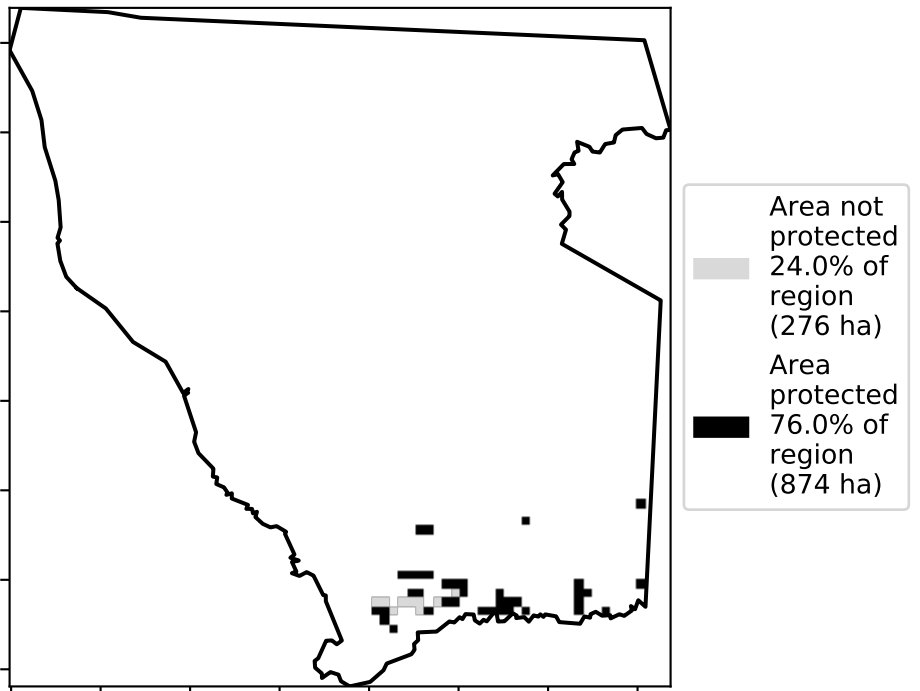 Area not
protected
24.0% of
region
(276 ha)
Area
protected
76.0% of
region
(874 ha)